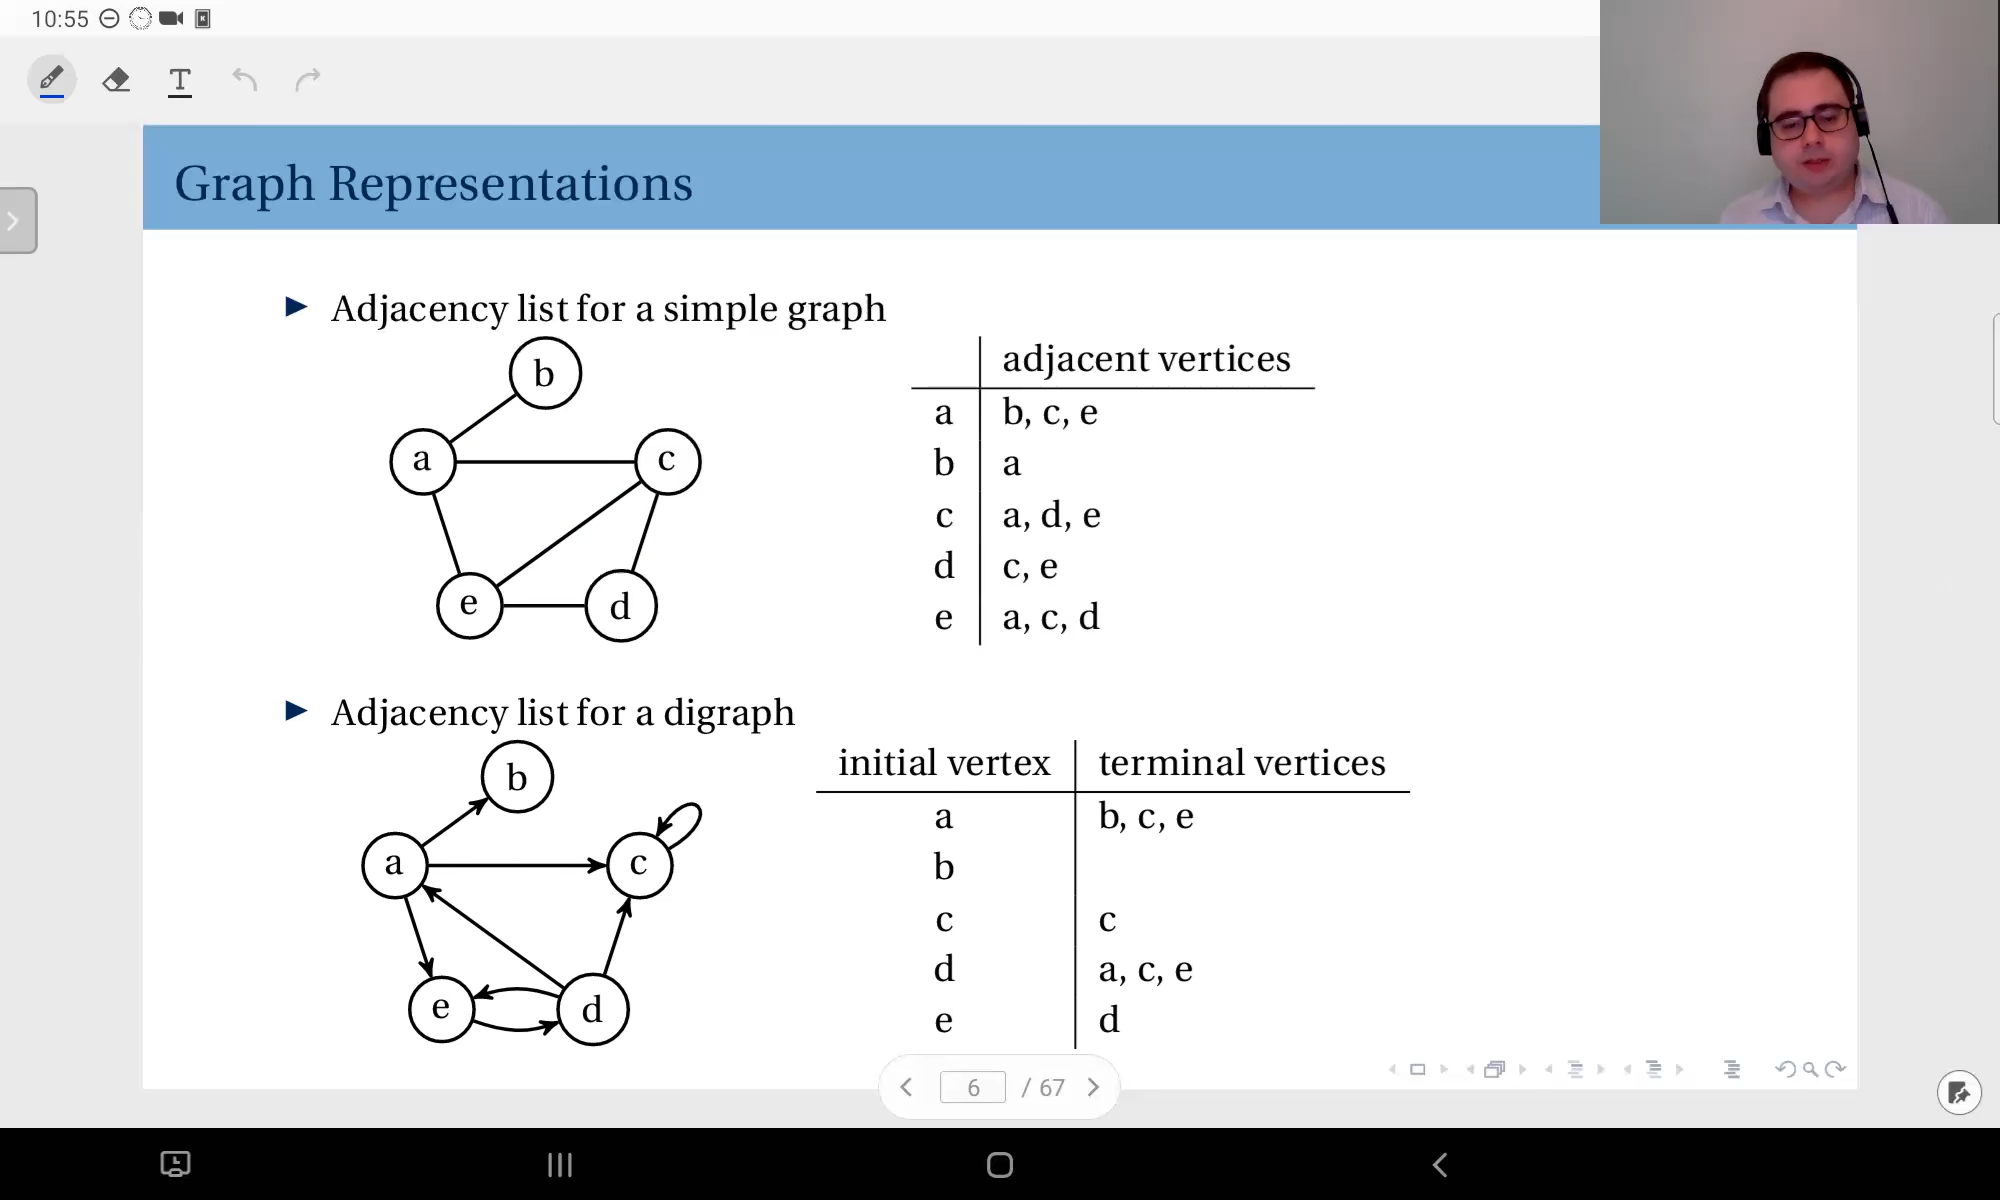 10:55
T
Graph Representations
Adjacency list for a simple graph
b
a
c
e
d
adjacent vertices
a b, c, e
b a
c a, d, e
d c, e
e a, c, d
Adjacency list for a digraph
b
a
c
e
d
initial vertex terminal vertices
a b, c, e
b
c c
d a, c, e
e d
6 / 67